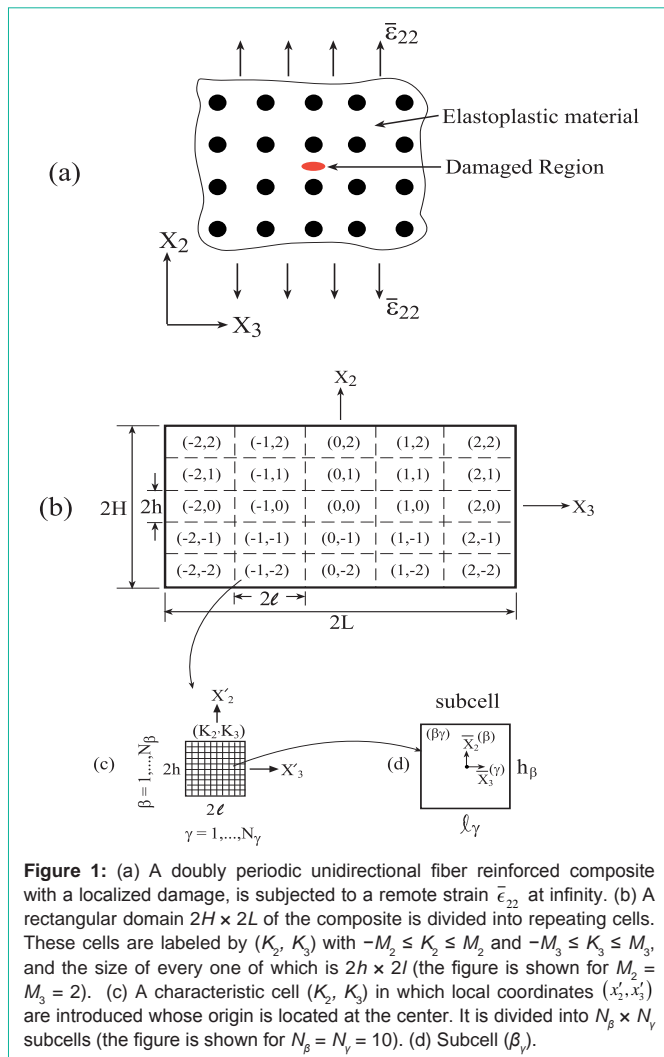 ε̄22
Elastoplastic material
Damaged Region
(a)
X2
X3
ε̄22
X2
(-2,2) (-1,2) (0,2) (1,2) (2,2)
(-2,1) (-1,1) (0,1) (1,1) (2,1)
(b) 2H 2h (-2,0) (-1,0) (0,0) (1,0) (2,0) X3
(-2,-1) (-1,-1) (0,-1) (1,-1) (2,-1)
(-2,-2) (-1,-2) (0,-2) (1,-2) (2,-2)
2ℓ
2L
X′2
(K2,K3)
(c) β = 1,...,Nβ 2h X′3
2ℓ
γ = 1,...,Nγ
subcell
(βγ) X̄2(β)
(d) X̄3(γ) hβ
ℓγ
Figure 1: (a) A doubly periodic unidirectional fiber reinforced composite
with a localized damage, is subjected to a remote strain ϵ̄22 at infinity. (b) A
rectangular domain 2H × 2L of the composite is divided into repeating cells.
These cells are labeled by (K2, K3) with −M2 ≤ K2 ≤ M2 and −M3 ≤ K3 ≤ M3,
and the size of every one of which is 2h × 2l (the figure is shown for M2 =
M3 = 2). (c) A characteristic cell (K2, K3) in which local coordinates (x′2,x′3)
are introduced whose origin is located at the center. It is divided into Nβ × Nγ
subcells (the figure is shown for Nβ = Nγ = 10). (d) Subcell (βγ).